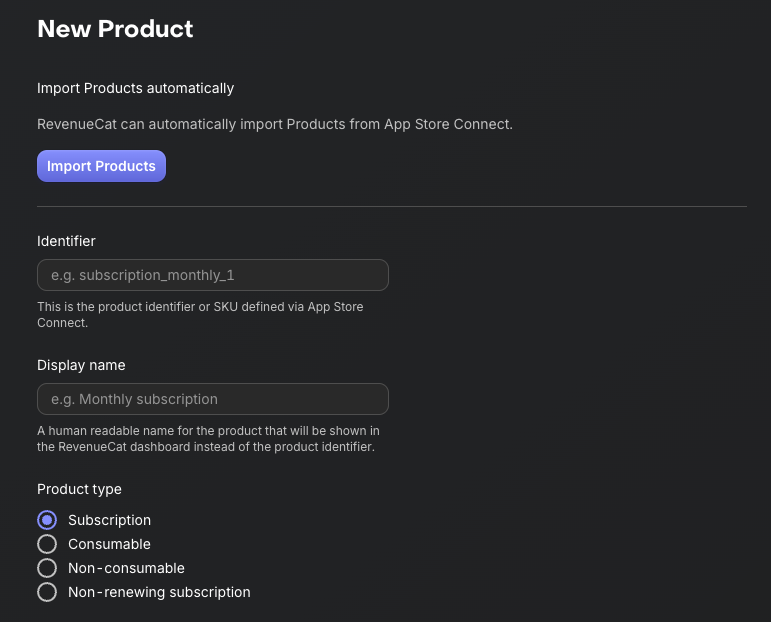 New Product
Import Products automatically
RevenueCat can automatically import Products from App Store Connect.
Import Products
Identifier
e.g. subscription_monthly_1
This is the product identifier or SKU defined via App Store
Connect.
Display name
e.g. Monthly subscription
A human readable name for the product that will be shown in
the RevenueCat dashboard instead of the product identifier.
Product type
Subscription
Consumable
Non-consumable
Non-renewing subscription